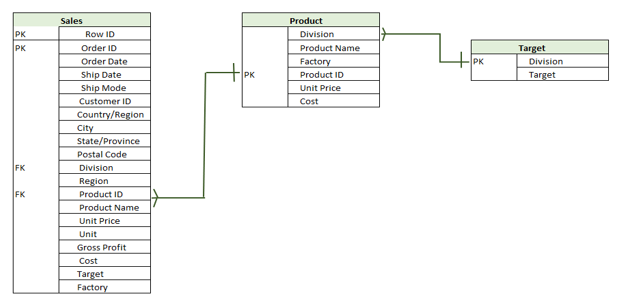 Sales
PK Row ID
PK Order ID
Order Date
Ship Date
Ship Mode
Customer ID
Country/Region
City
State/Province
Postal Code
FK Division
Region
FK Product ID
Product Name
Unit Price
Unit
Gross Profit
Cost
Target
Factory
Product
Division
Product Name
Factory
PK Product ID
Unit Price
Cost
Target
PK Division
Target